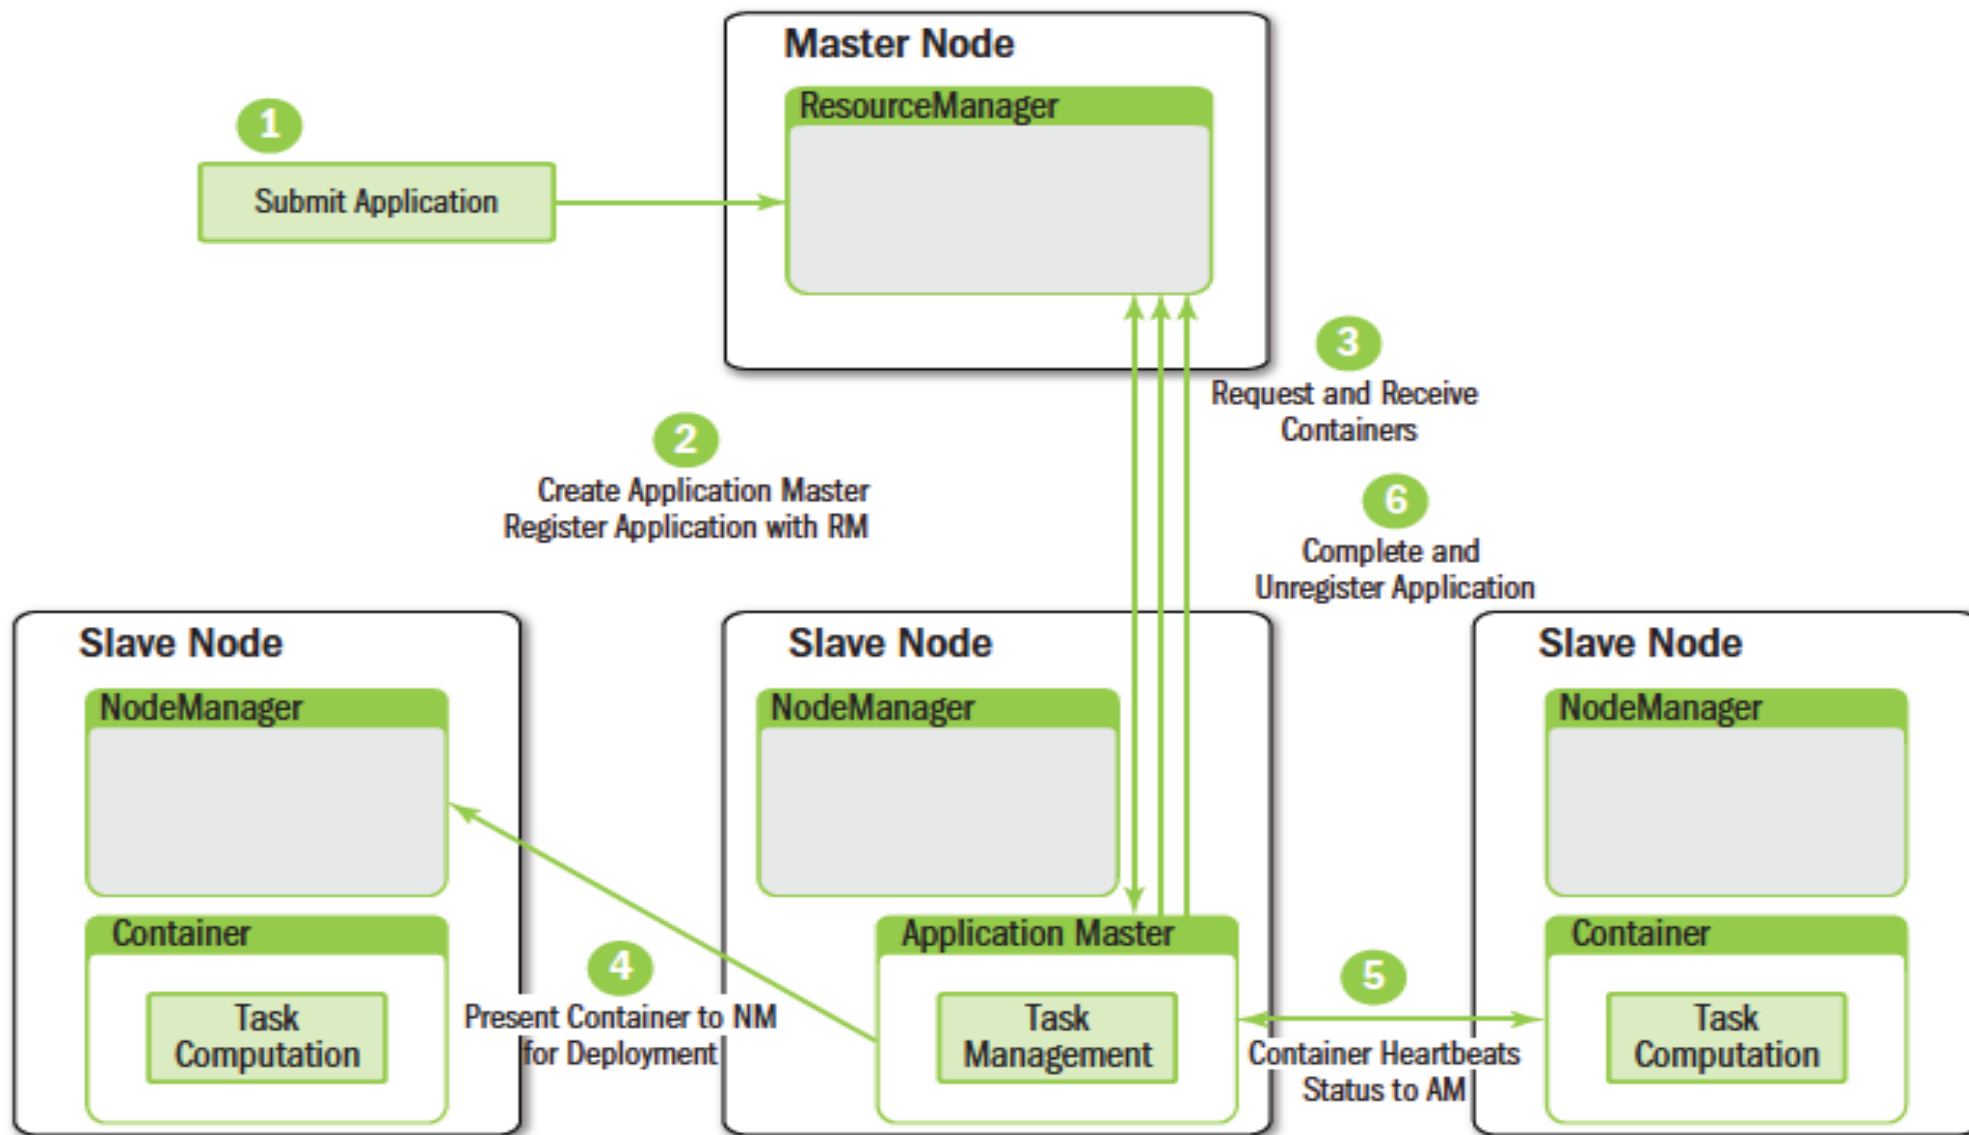 Master Node
ResourceManager
1
Submit Application
3
Request and Receive
Containers
2
Create Application Master
Register Application with RM
6
Complete and
Unregister Application
Slave Node
NodeManager
Container
Task
Computation
4
Present Container to NM
for Deployment
Slave Node
NodeManager
Application Master
Task
Management
5
Container Heartbeats
Status to AM
Slave Node
NodeManager
Container
Task
Computation